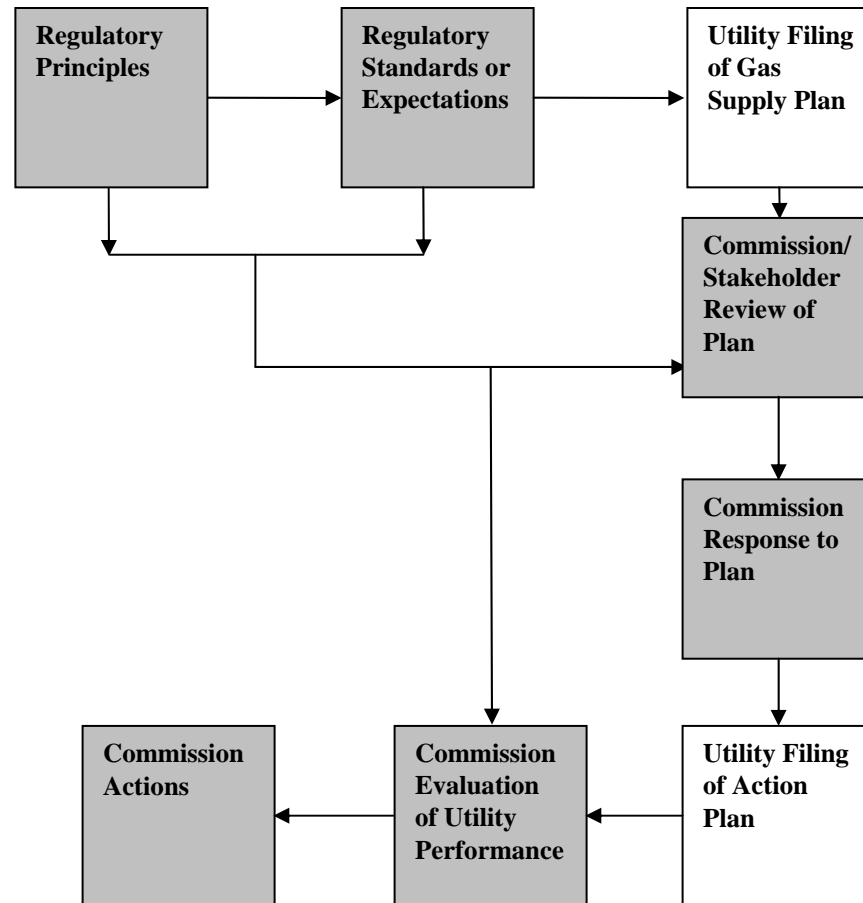 Regulatory
Principles
Regulatory
Standards or
Expectations
Utility Filing
of Gas
Supply Plan
Commission/
Stakeholder
Review of
Plan
Commission
Response to
Plan
Commission
Actions
Commission
Evaluation
of Utility
Performance
Utility Filing
of Action
Plan